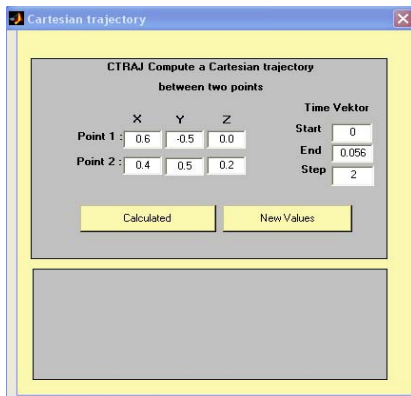 Cartesian trajectory
CTRAJ Compute a Cartesian trajectory
between two points
Time Vektor
X Y Z
Point 1 : 0.6 -0.5 0.0
Start 0
End 0.056
Point 2 : 0.4 0.5 0.2
Step 2
Calculated New Values